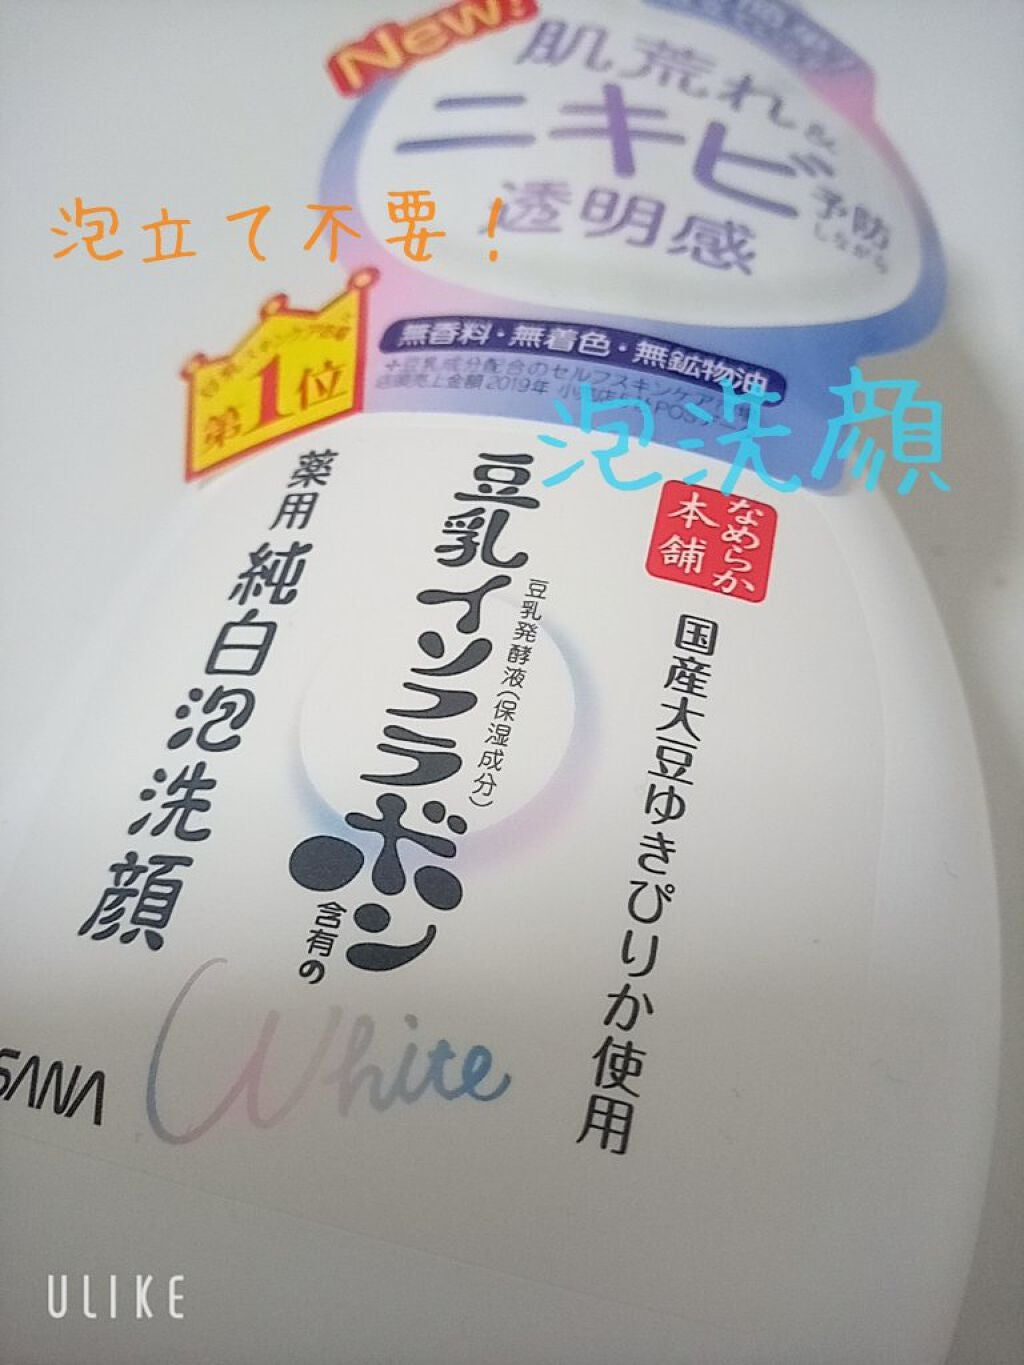 New!
肌荒れ&
ニキビ予防
しながら
透明感
泡立て不要!
無香料・無着色・無鉱物油
第1位
泡洗顔
なめらか
本舗
国産大豆ゆきぴりか使用
豆乳発酵液(保湿成分)
豆乳イソフラボン
含有の
薬用純白泡洗顔
White
SANA
ULIKE